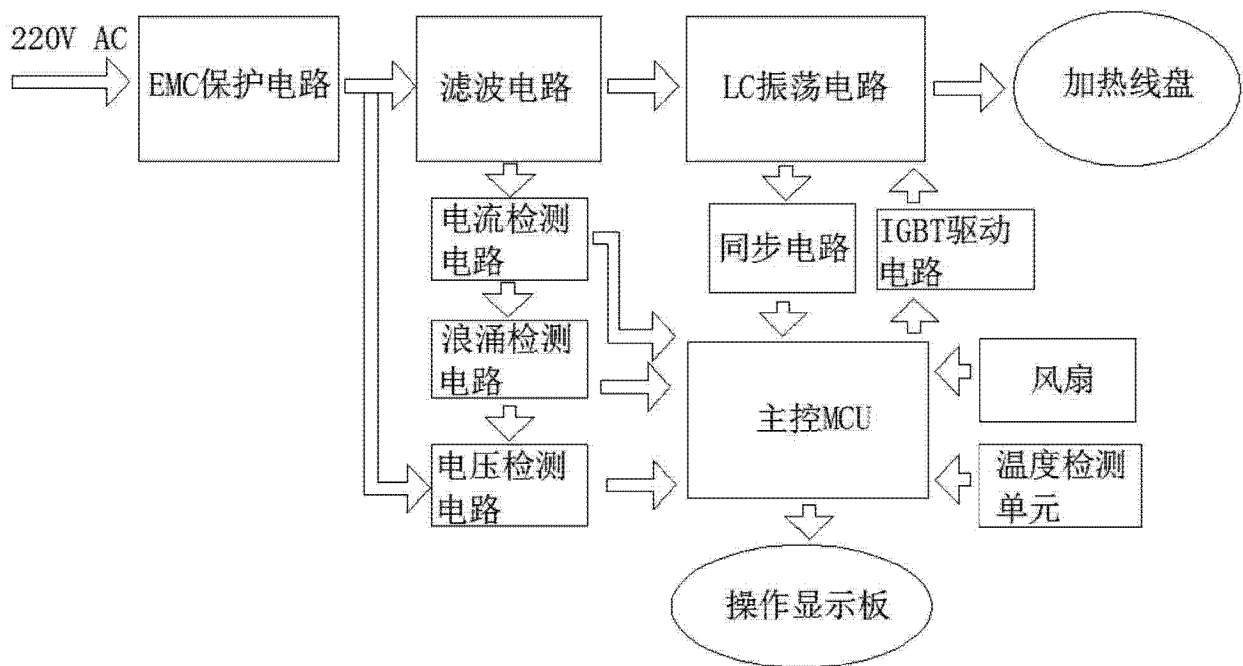 220V AC
EMC保护电路
滤波电路
LC振荡电路
加热线盘
电流检测
电路
同步电路
IGBT驱动
电路
浪涌检测
电路
主控MCU
风扇
电压检测
电路
温度检测
单元
操作显示板